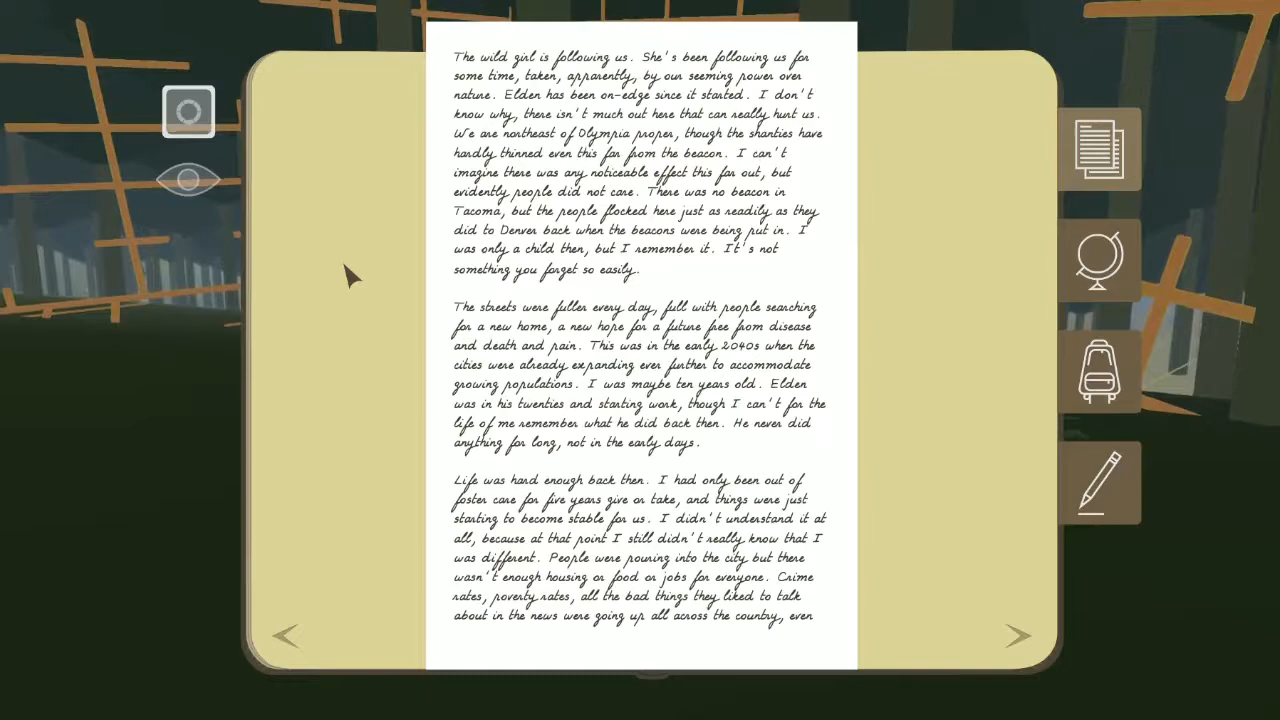 The wild girl is following us. She's been following us for
some time, taken, apparently, by our seeming power over
nature. Elden has been on-edge since it started. I don't
know why, there isn't much out here that can really hurt us.
We are northeast of Olympia proper, though the shanties have
hardly thinned even this far from the beacon. I can't
imagine there was any noticeable effect this far out, but
evidently people did not care. There was no beacon in
Tacoma, but the people flocked here just as readily as they
did to Denver back when the beacons were being put in. I
was only a child then, but I remember it. It's not
something you forget so easily.
The streets were fuller every day, full with people searching
for a new home, a new hope for a future free from disease
and death and pain. This was in the early 2040s when the
cities were already expanding ever further to accommodate
growing populations. I was maybe ten years old. Elden
was in his twenties and starting work, though I can't for the
life of me remember what he did back then. He never did
anything for long, not in the early days.
Life was hard enough back then. I had only been out of
foster care for five years give or take, and things were just
starting to become stable for us. I didn't understand it at
all, because at that point I still didn't really know that I
was different. People were pouring into the city but there
wasn't enough housing or food or jobs for everyone. Crime
rates, poverty rates, all the bad things they liked to talk
about in the news were going up all across the country, even